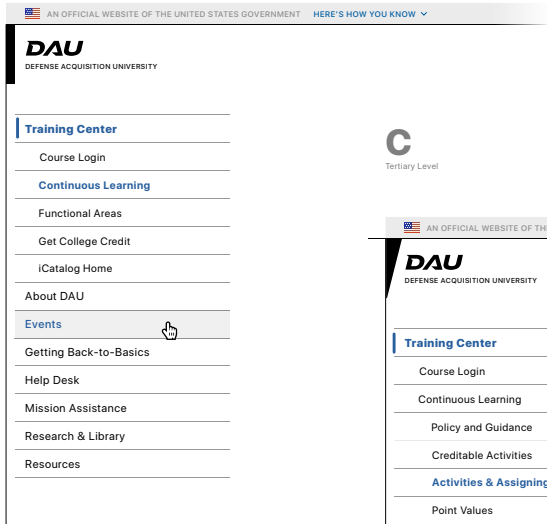 AN OFFICIAL WEBSITE OF THE UNITED STATES GOVERNMENT HERE'S HOW YOU KNOW
DAU
DEFENSE ACQUISITION UNIVERSITY
Training Center
Course Login
Continuous Learning
Functional Areas
Get College Credit
iCatalog Home
About DAU
Events
Getting Back-to-Basics
Help Desk
Mission Assistance
Research & Library
Resources
C
Tertiary Level
AN OFFICIAL WEBSITE OF TH
DAU
DEFENSE ACQUISITION UNIVERSITY
Training Center
Course Login
Continuous Learning
Policy and Guidance
Creditable Activities
Activities & Assigning
Point Values